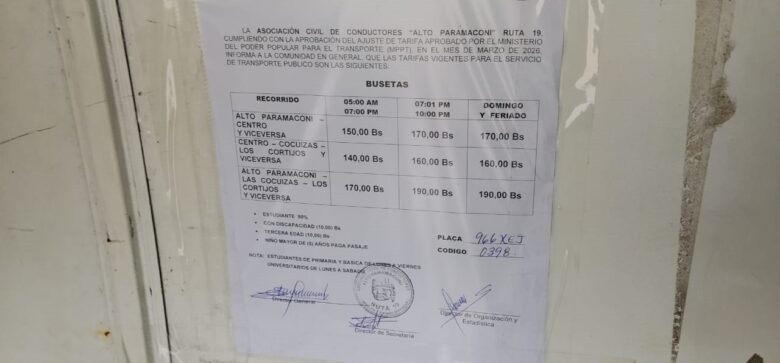 LA ASOCIACIÓN CIVIL DE CONDUCTORES "ALTO PARAMACONI" RUTA 19,
CUMPLIENDO CON LA APROBACIÓN DEL AJUSTE DE TARIFA APROBADO POR EL MINISTERIO
DEL PODER POPULAR PARA EL TRANSPORTE (MPPT), EN EL MES DE MARZO DE 2026,
INFORMA A LA COMUNIDAD EN GENERAL, QUE LAS TARIFAS VIGENTES PARA EL SERVICIO
DE TRANSPORTE PUBLICO SON LAS SIGUIENTES:
BUSETAS
RECORRIDO 05:00 AM 07:00 PM 07:01 PM 10:00 PM DOMINGO Y FERIADO
ALTO PARAMACONI –
CENTRO
Y VICEVERSA 150,00 Bs 170,00 Bs 170,00 Bs
CENTRO – COCUIZAS –
LOS CORTIJOS Y
VICEVERSA 140,00 Bs 160,00 Bs 160,00 Bs
ALTO PARAMACONI –
LAS COCUIZAS – LOS
CORTIJOS
Y VICEVERSA 170,00 Bs 190,00 Bs 190,00 Bs
• ESTUDIANTE 50%
• CON DISCAPACIDAD (10,00) Bs
• TERCERA EDAD (10,00) Bs
• NIÑO MAYOR DE (5) AÑOS PAGA PASAJE
PLACA 966XEJ
CODIGO 0398
NOTA: ESTUDIANTES DE PRIMARIA Y BASICA DE LUNES A VIERNES
UNIVERSITARIOS DE LUNES A SABADO
RUTA 19
Director General
Director de Secretaria
Director de Organización y
Estadística